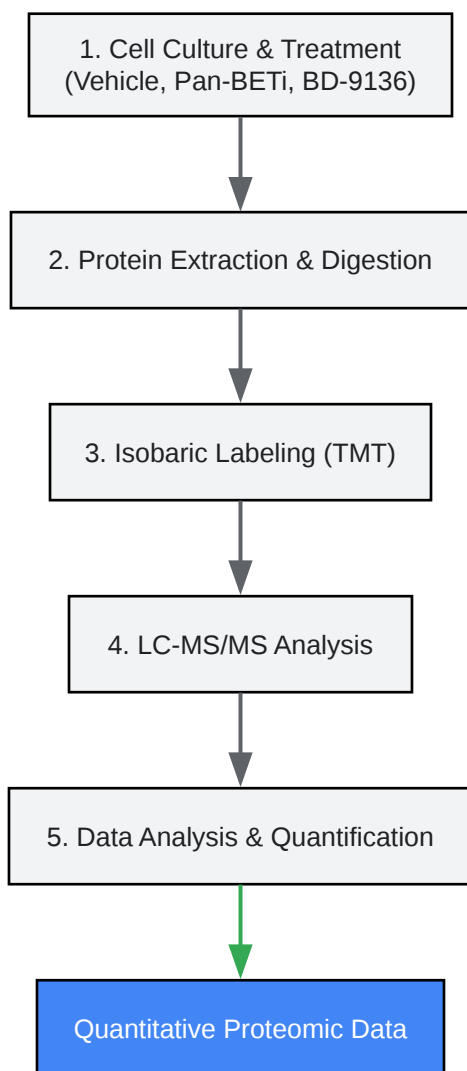 1. Cell Culture & Treatment
(Vehicle, Pan-BETi, BD-9136)
2. Protein Extraction & Digestion
3. Isobaric Labeling (TMT)
4. LC-MS/MS Analysis
5. Data Analysis & Quantification
Quantitative Proteomic Data